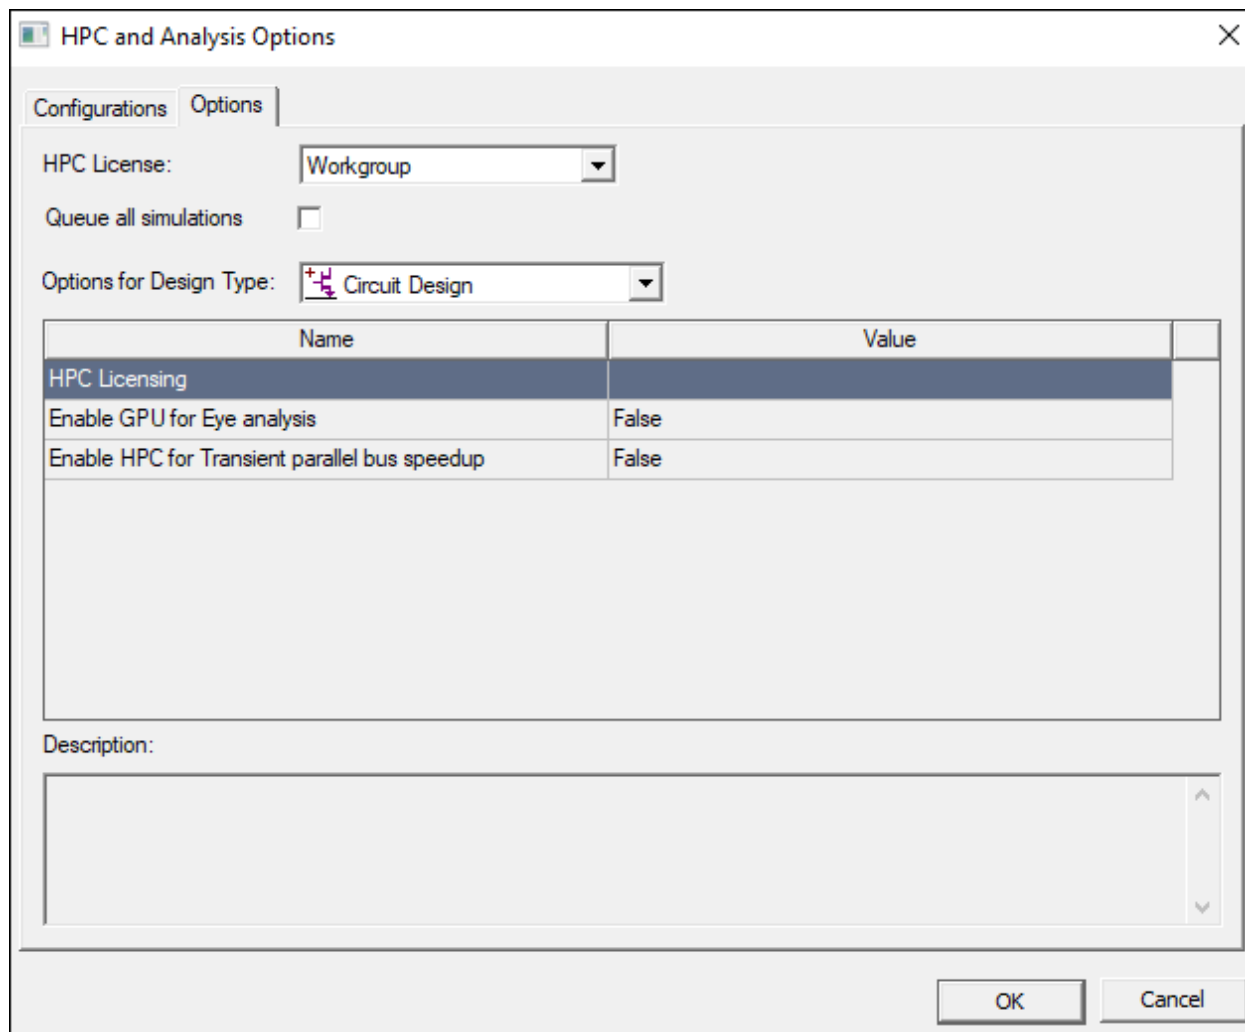 HPC and Analysis Options
Configurations Options
HPC License: Workgroup
Queue all simulations
Options for Design Type: Circuit Design
Name Value
HPC Licensing
Enable GPU for Eye analysis False
Enable HPC for Transient parallel bus speedup False
Description:
OK Cancel